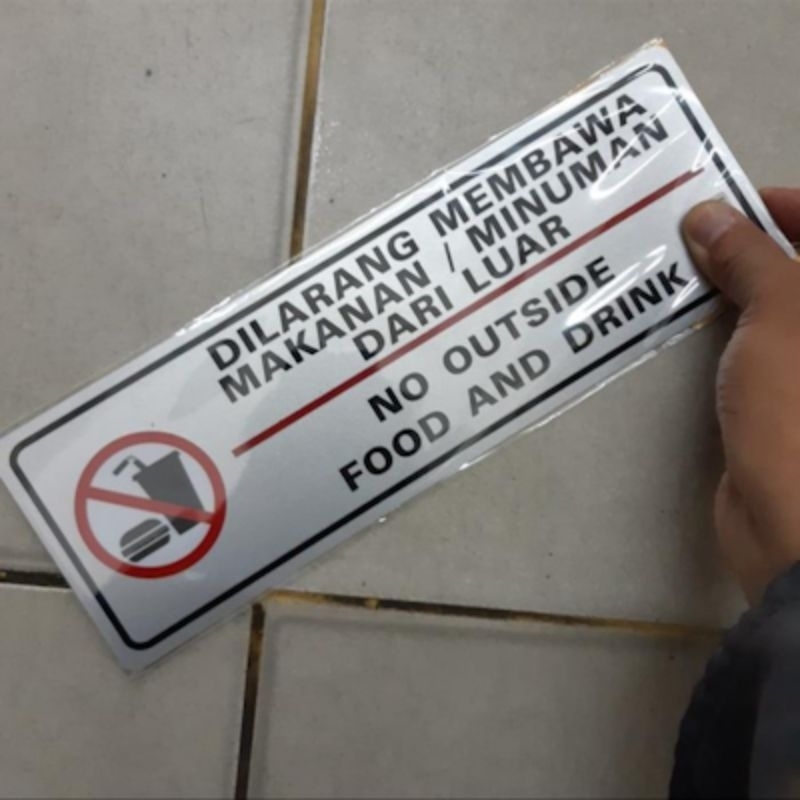 DILARANG MEMBAWA
MAKANAN / MINUMAN
DARI LUAR
NO OUTSIDE
FOOD AND DRINK